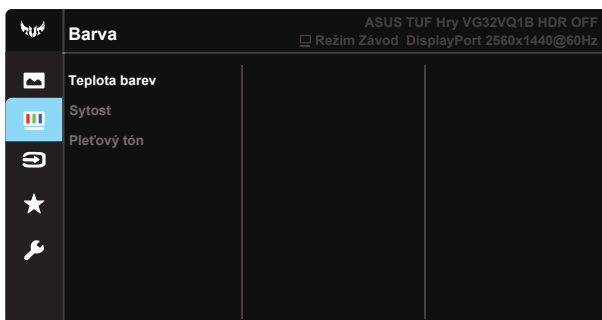 ASUS TUF Hry VG32VQ1B HDR OFF
Barva
Režim Závod DisplayPort 2560x1440@60Hz
Teplota barev
Sytost
Pleťový tón